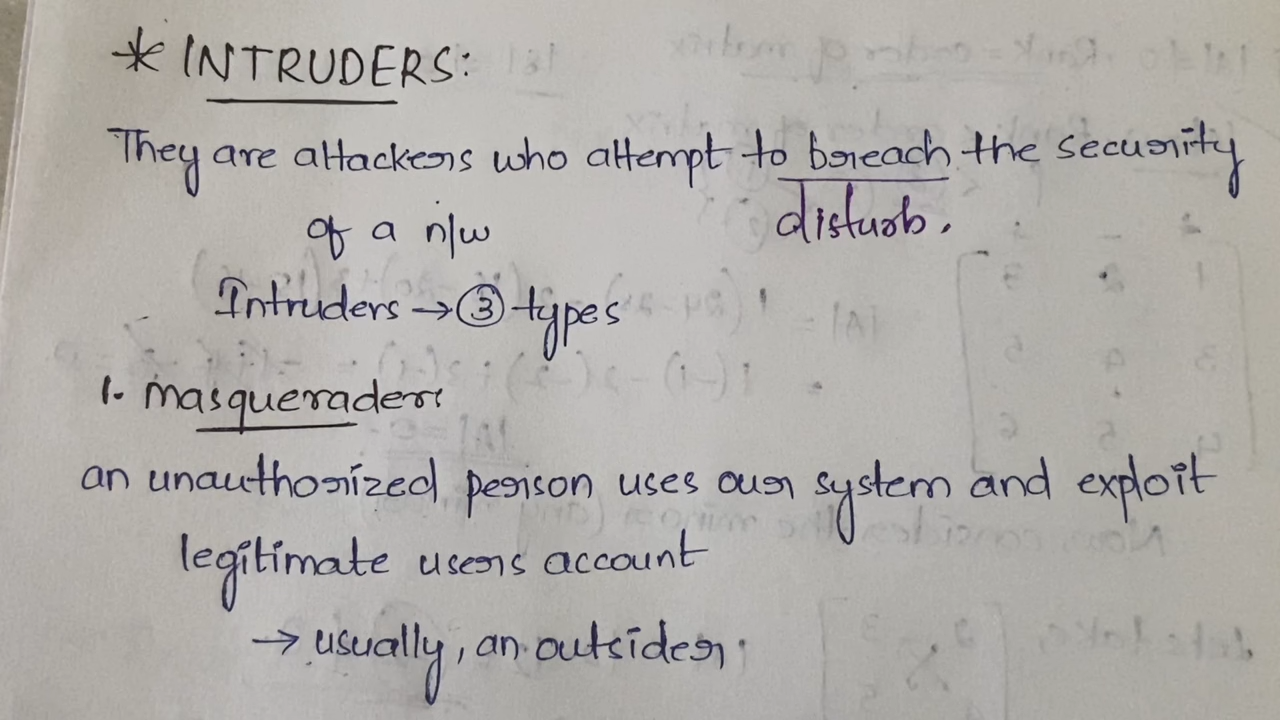 * INTRUDERS:
They are attackers who attempt to breach the security
disturb.
of a n/w
Intruders → ③ types
1. Masquerader:
an unauthorized person uses our system and exploit
legitimate users account
→ usually, an outsider.